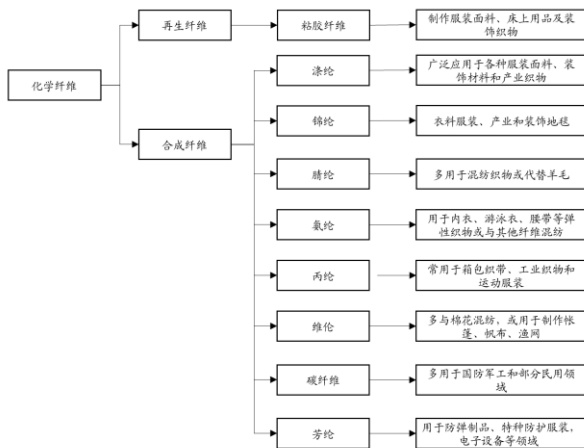 再生纤维
粘胶纤维
制作服装面料、床上用品及装
饰织物
化学纤维
合成纤维
涤纶
广泛应用于各种服装面料、装
饰材料和产业织物
锦纶
衣料服装、产业和装饰地毯
腈纶
多用于混纺织物或代替羊毛
氨纶
用于内衣、游泳衣、腰带等弹
性织物或与其他纤维混纺
丙纶
常用于箱包织带、工业织物和
运动服装
维伦
多与棉花混纺，或用于制作帐
篷、帆布、渔网
碳纤维
多用于国防军工和部分民用领
域
芳纶
用于防弹制品、特种防护服装，
电子设备等领域